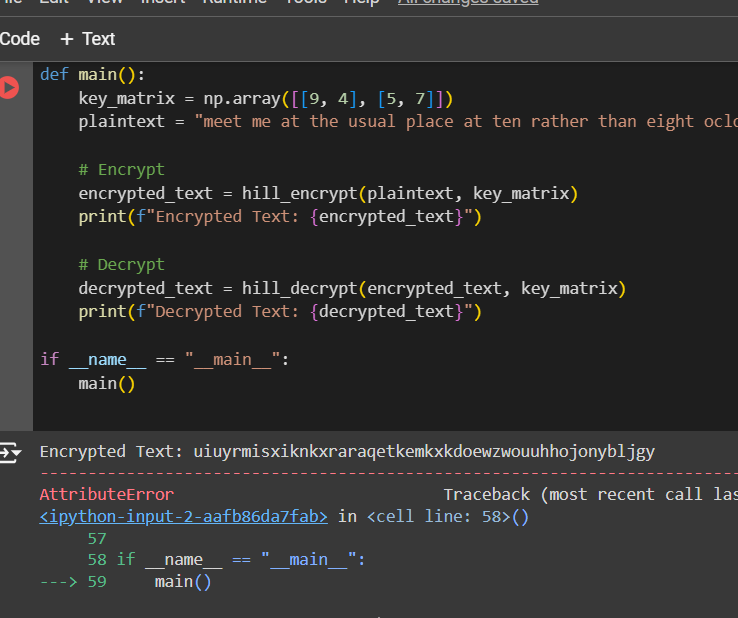 File Edit View Insert Runtime Tools Help All changes saved
Code + Text
def main():
    key_matrix = np.array([[9, 4], [5, 7]])
    plaintext = "meet me at the usual place at ten rather than eight oclo
    # Encrypt
    encrypted_text = hill_encrypt(plaintext, key_matrix)
    print(f"Encrypted Text: {encrypted_text}")
    # Decrypt
    decrypted_text = hill_decrypt(encrypted_text, key_matrix)
    print(f"Decrypted Text: {decrypted_text}")
if __name__ == "__main__":
    main()
Encrypted Text: uiuyrmisxiknkxraraqetkemkxkdoewzwouuhhojonybljgy
---------------------------------------------------------------------------
AttributeError Traceback (most recent call las
<ipython-input-2-aafb86da7fab> in <cell line: 58>()
     57
     58 if __name__ == "__main__":
---> 59     main()